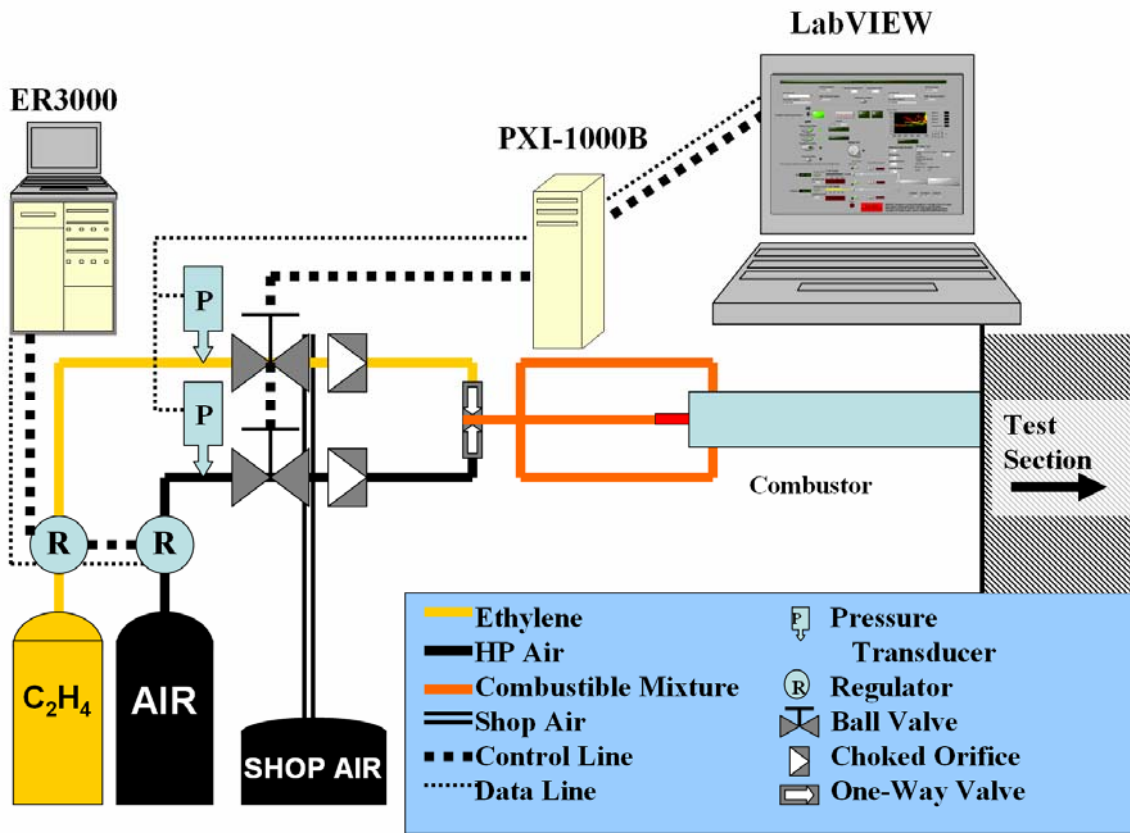 LabVIEW
ER3000
PXI-1000B
P
P
Test
Section
Combustor
R
R
C₂H₄
AIR
SHOP AIR
Ethylene
HP Air
Combustible Mixture
Shop Air
Control Line
Data Line
P
Pressure
Transducer
R
Regulator
Ball Valve
Choked Orifice
One-Way Valve